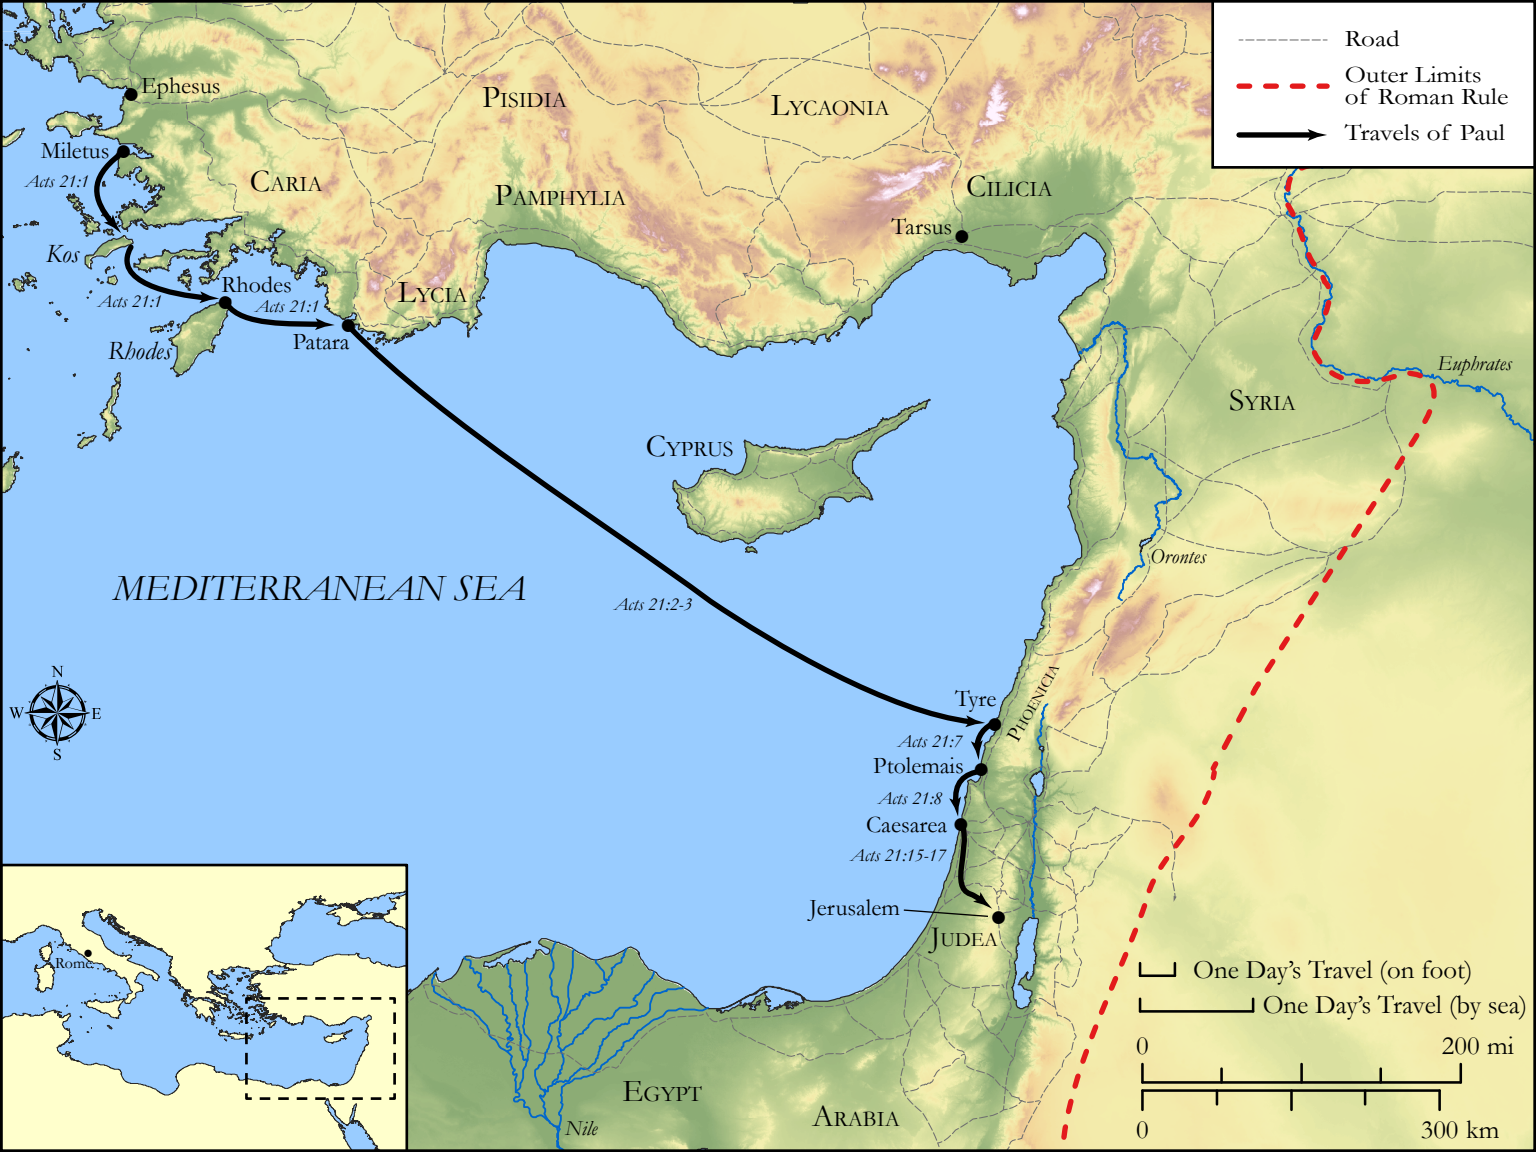 Road
Outer Limits
of Roman Rule
Travels of Paul
Ephesus
Pisidia
Lycaonia
Miletus
Acts 21:1
Caria
Pamphylia
Cilicia
Tarsus
Kos
Acts 21:1
Rhodes
Acts 21:1
Lycia
Patara
Rhodes
Euphrates
Syria
Cyprus
Orontes
MEDITERRANEAN SEA
Acts 21:2-3
N
W
E
S
Tyre
Phoenicia
Acts 21:7
Ptolemais
Acts 21:8
Caesarea
Acts 21:15-17
Jerusalem
Judea
Rome
One Day's Travel (on foot)
One Day's Travel (by sea)
0
200 mi
0
300 km
Egypt
Arabia
Nile